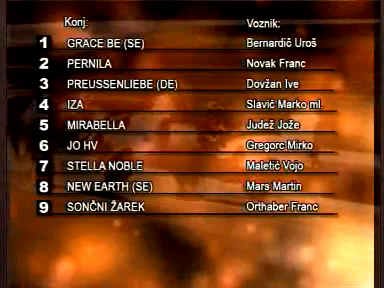 Konj: Voznik:
1 GRACE BE (SE) Bernardič Uroš
2 PERNILA Novak Franc
3 PREUSSENLIEBE (DE) Dovžan Ive
4 IZA Slavič Marko ml.
5 MIRABELLA Judež Jože
6 JO HV Gregorc Mirko
7 STELLA NOBLE Maletič Vojo
8 NEW EARTH (SE) Mars Martin
9 SONČNI ŽAREK Orthaber Franc